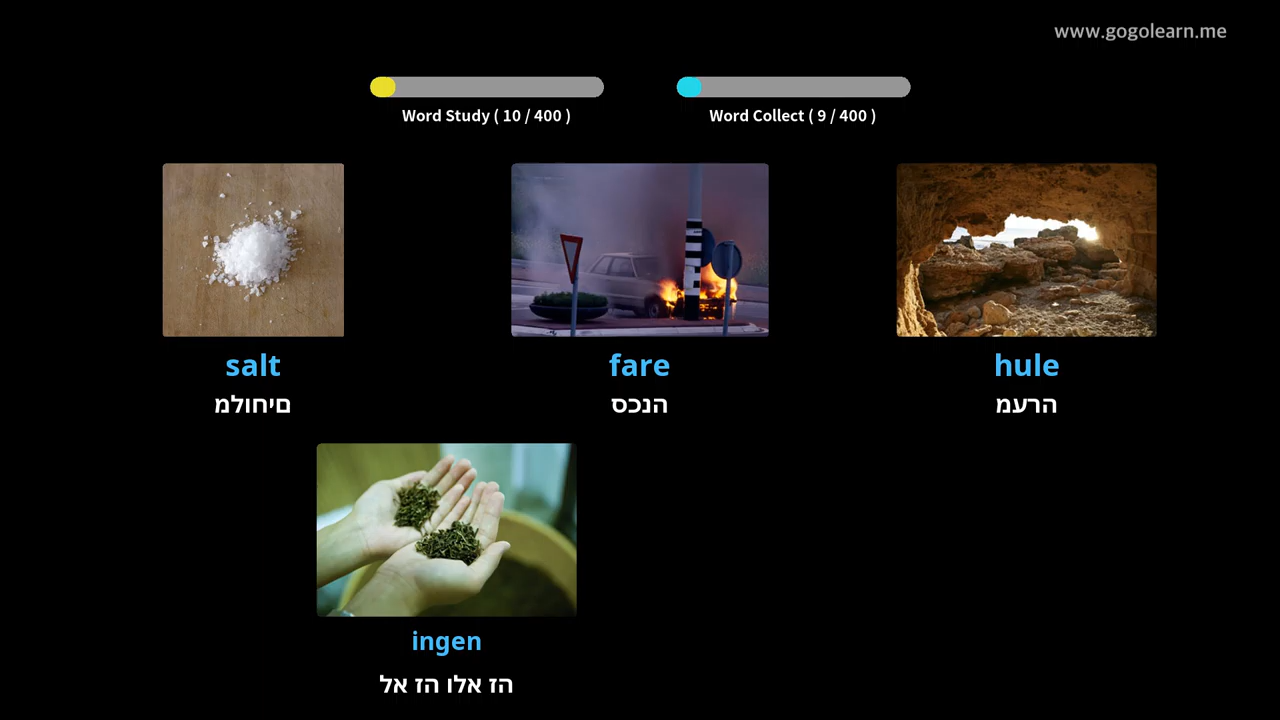 www.gogolearn.me
Word Study ( 10 / 400 )
Word Collect ( 9 / 400 )
salt
םיחולמ
fare
הנכס
hule
הרעמ
ingen
הז אלו הז אל